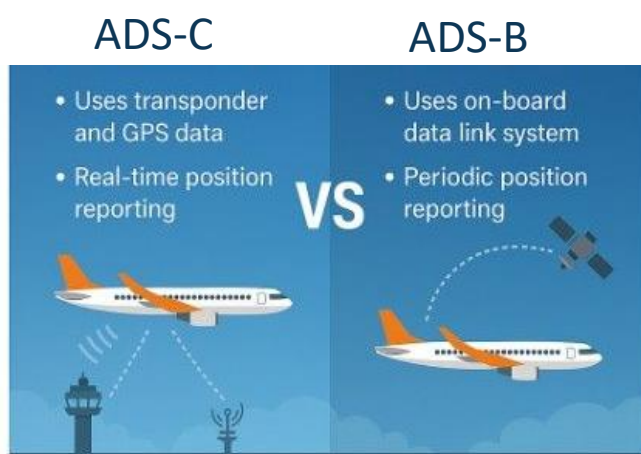 ADS-C
ADS-B
• Uses transponder
and GPS data
• Real-time position
reporting
VS
• Uses on-board
data link system
• Periodic position
reporting